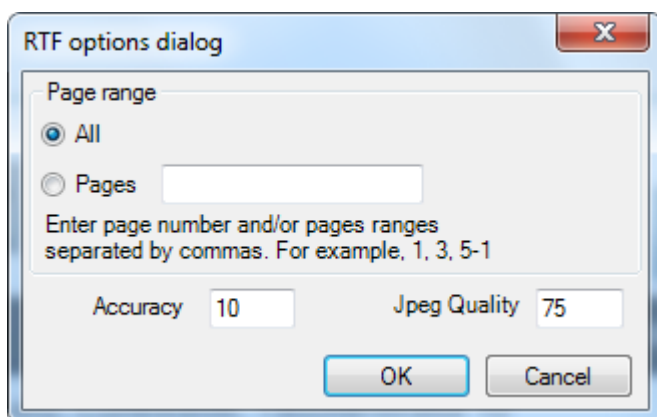 RTF options dialog
Page range
All
Pages
Enter page number and/or pages ranges
separated by commas. For example, 1, 3, 5-1
Accuracy 10 Jpeg Quality 75
OK Cancel